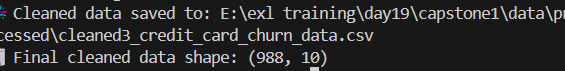 Cleaned data saved to: E:\exl training\day19\capstone1\data\pr
cessed\cleaned3_credit_card_churn_data.csv
Final cleaned data shape: (988, 10)